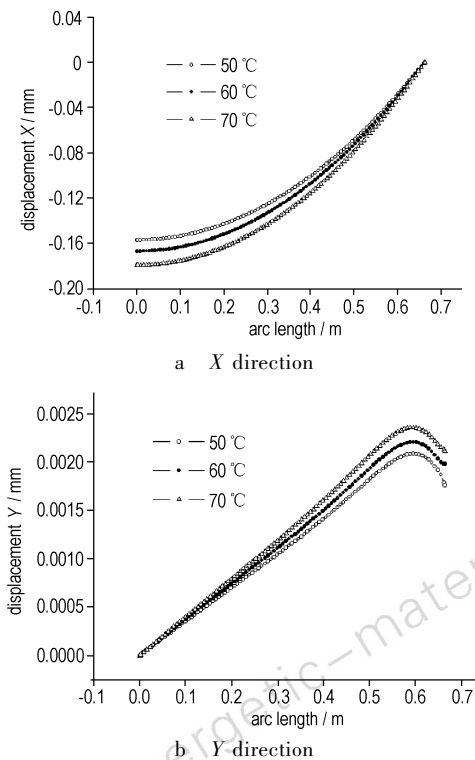 0.04
0
-0.04
-0.08
-0.12
-0.16
-0.20
displacement X / mm
50 ℃
60 ℃
70 ℃
-0.1 0.0 0.1 0.2 0.3 0.4 0.5 0.6 0.7
arc length / m
a X direction
0.0025
0.0020
0.0015
0.0010
0.0005
0.0000
displacement Y / mm
50 ℃
60 ℃
70 ℃
-0.1 0.0 0.1 0.2 0.3 0.4 0.5 0.6 0.7
arc length / m
b Y direction
ergetic-mater